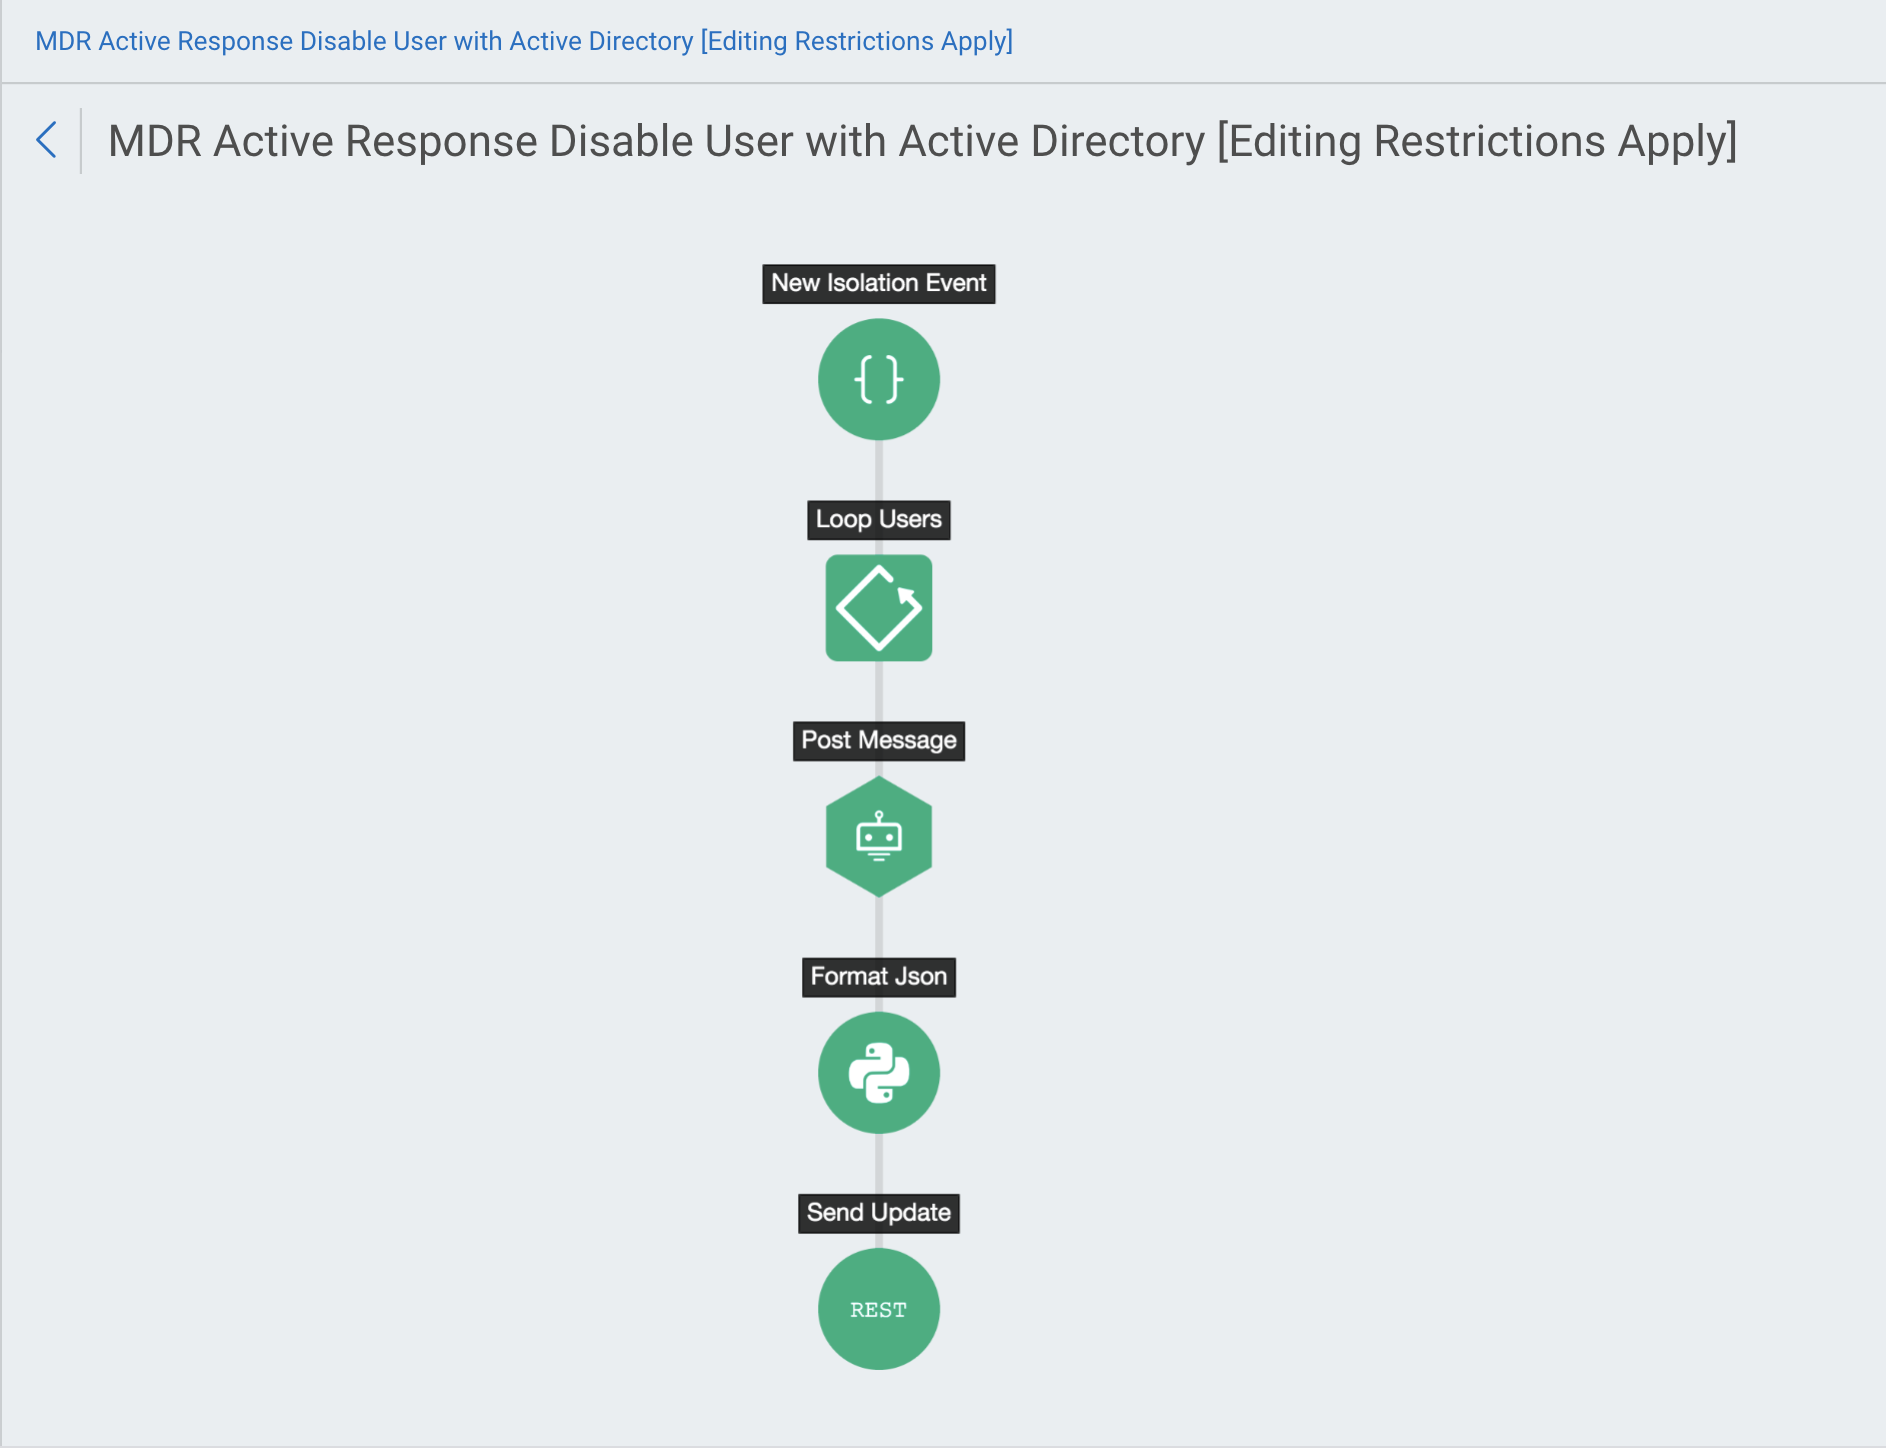 MDR Active Response Disable User with Active Directory [Editing Restrictions Apply]
MDR Active Response Disable User with Active Directory [Editing Restrictions Apply]
New Isolation Event
{}
Loop Users
Post Message
Format Json
Send Update
REST